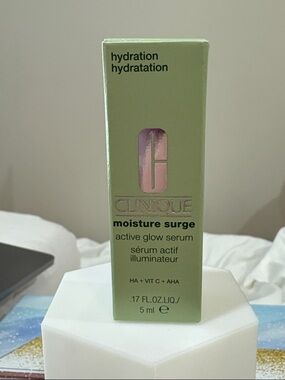 hydration
hydratation
CLINIQUE
moisture surge
active glow serum
sérum actif
illuminateur
HA + VIT C + AHA
.17 FL.OZ.LIQ./
5 ml ℮